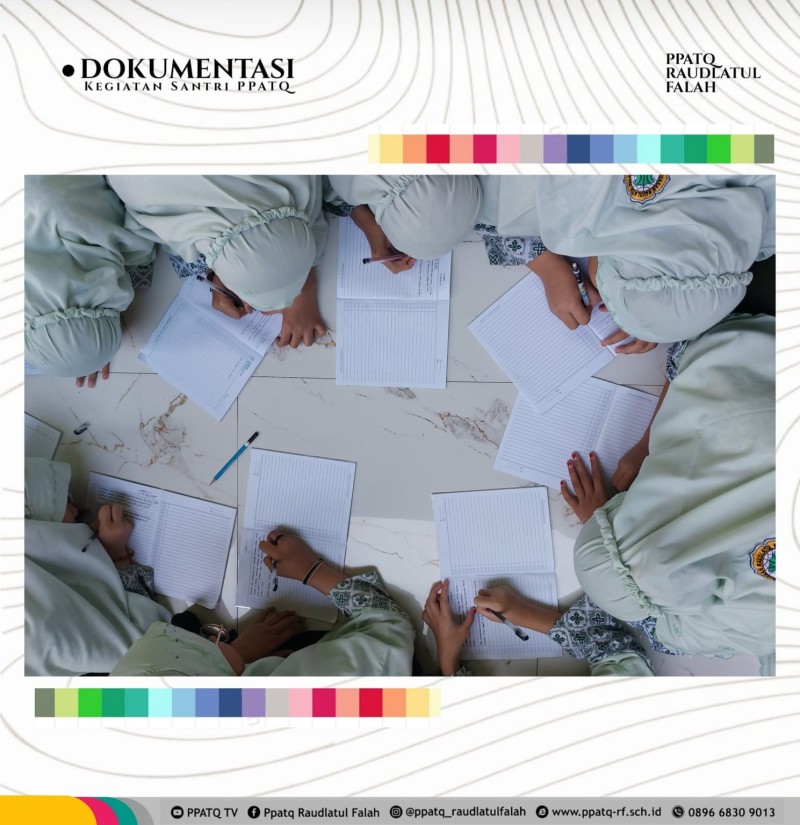 DOKUMENTASI
KEGIATAN SANTRI PPATQ
PPATQ
RAUDLATUL
FALAH
PPATQ TV Ppatq Raudlatul Falah @ppatq_raudlatulfalah www.ppatq-rf.sch.id 0896 6830 9013